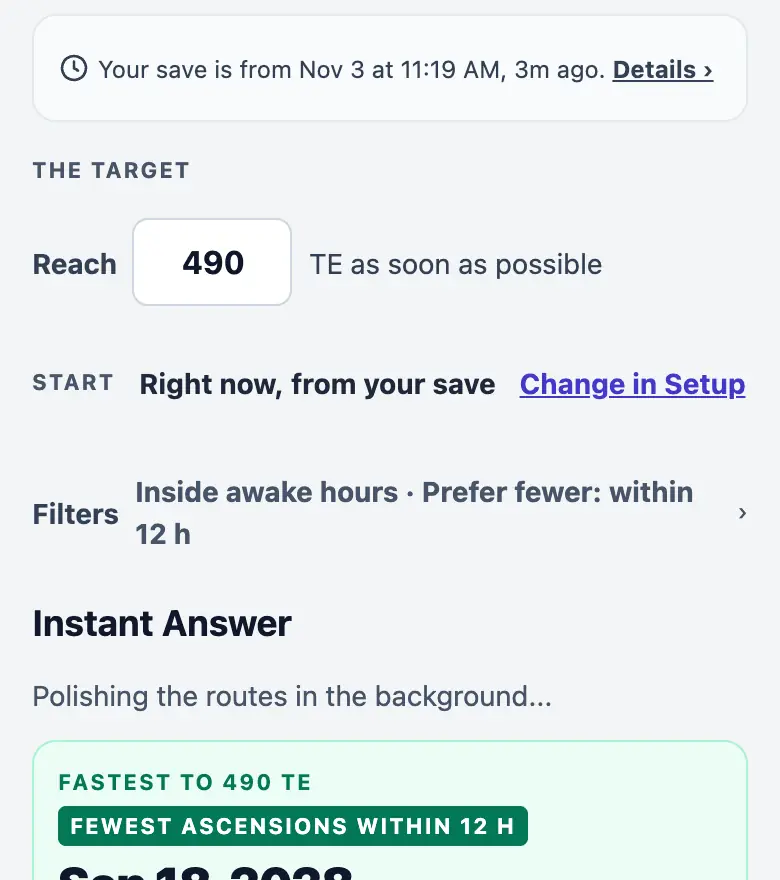 Your save is from Nov 3 at 11:19 AM, 3m ago. Details ›
THE TARGET
Reach 490 TE as soon as possible
START Right now, from your save Change in Setup
Filters Inside awake hours · Prefer fewer: within
12 h ›
Instant Answer
Polishing the routes in the background...
FASTEST TO 490 TE
FEWEST ASCENSIONS WITHIN 12 H